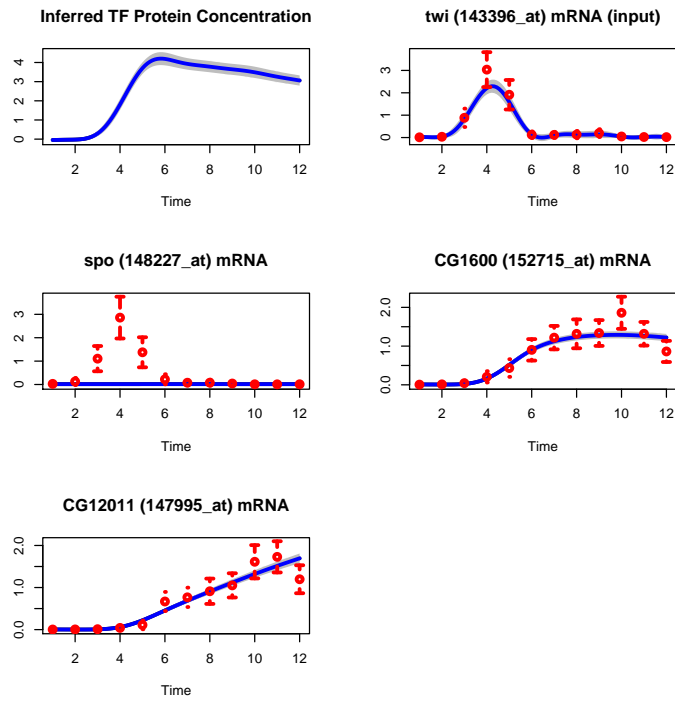 Inferred TF Protein Concentration
0 1 2 3 4
2 4 6 8 10 12
Time
twi (143396_at) mRNA (input)
0 1 2 3
2 4 6 8 10 12
Time
spo (148227_at) mRNA
0 1 2 3
2 4 6 8 10 12
Time
CG1600 (152715_at) mRNA
0.0 1.0 2.0
2 4 6 8 10 12
Time
CG12011 (147995_at) mRNA
0.0 1.0 2.0
2 4 6 8 10 12
Time